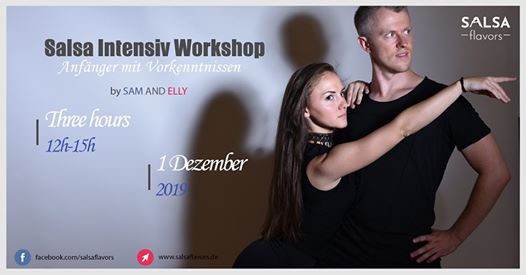 SALSA
flavors
Salsa Intensiv Workshop
Anfänger mit Vorkenntnissen
by SAM AND ELLY
Three hours
12h-15h
1 Dezember
2019
facebook.com/salsaflavors
www.salsaflavors.de